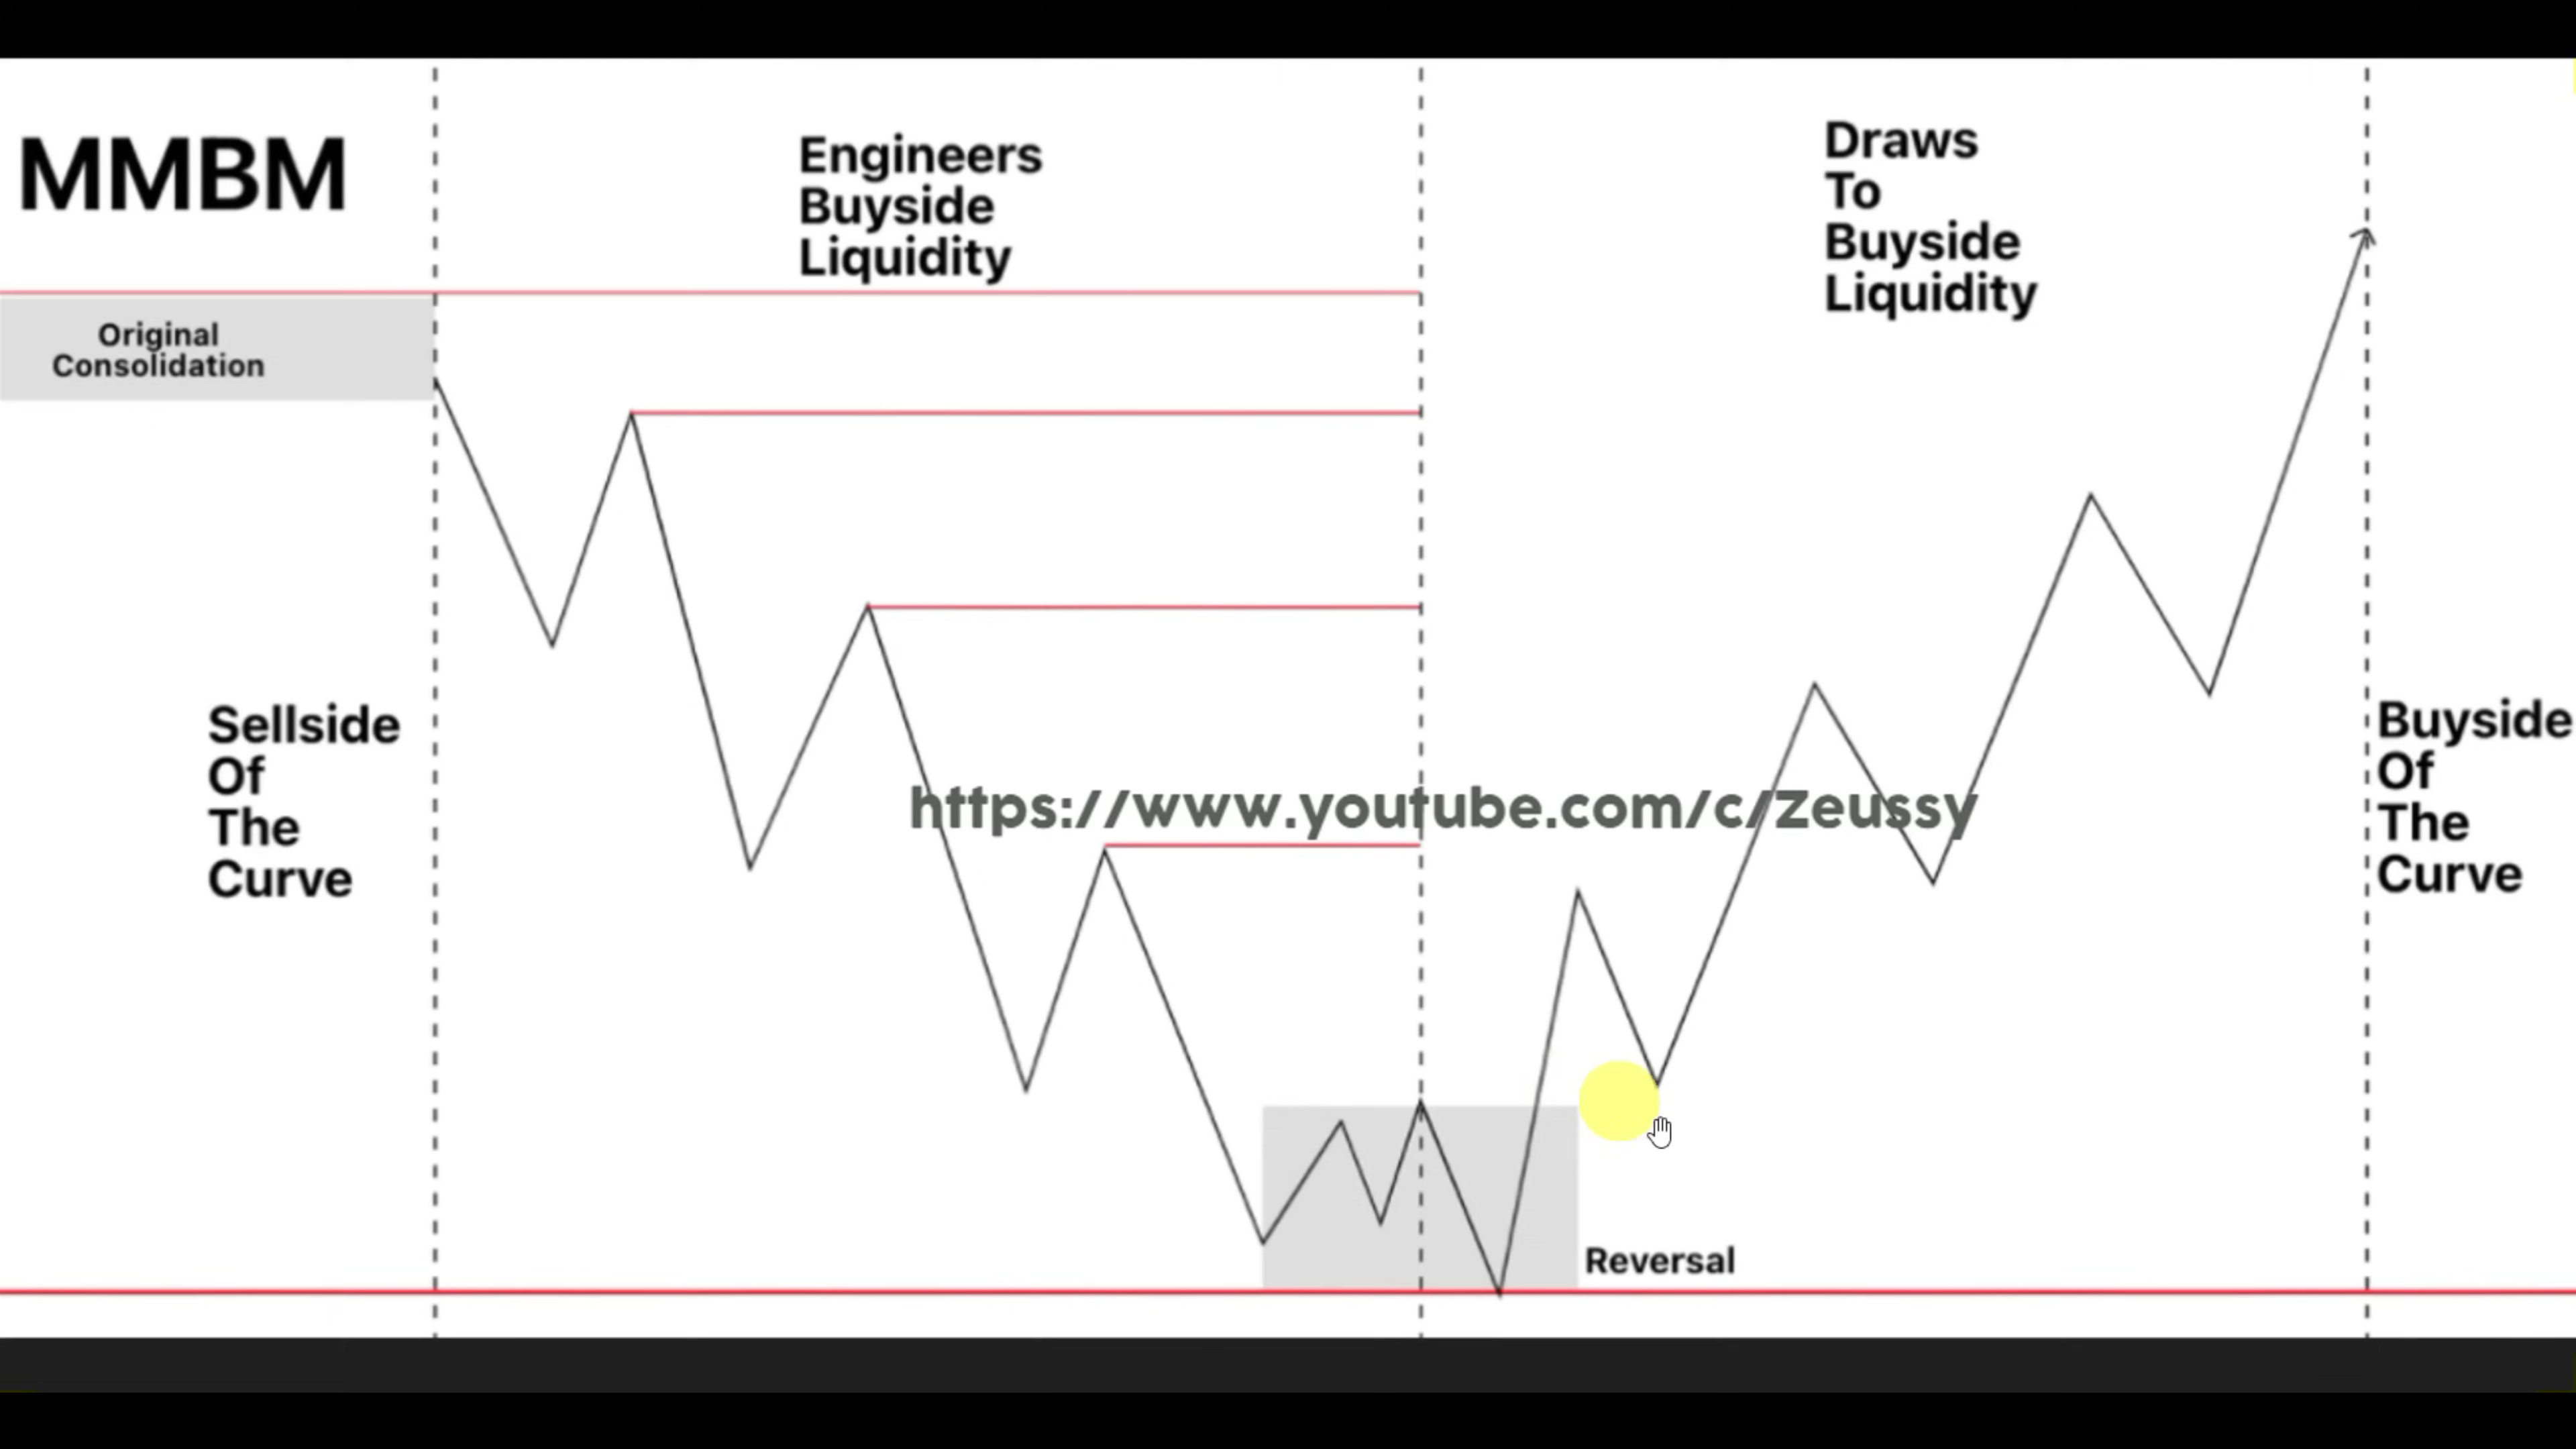 MMBM
Engineers
Buyside
Liquidity
Draws
To
Buyside
Liquidity
Original
Consolidation
Sellside
Of
The
Curve
https://www.youtube.com/c/zeussy
Buyside
Of
The
Curve
Reversal